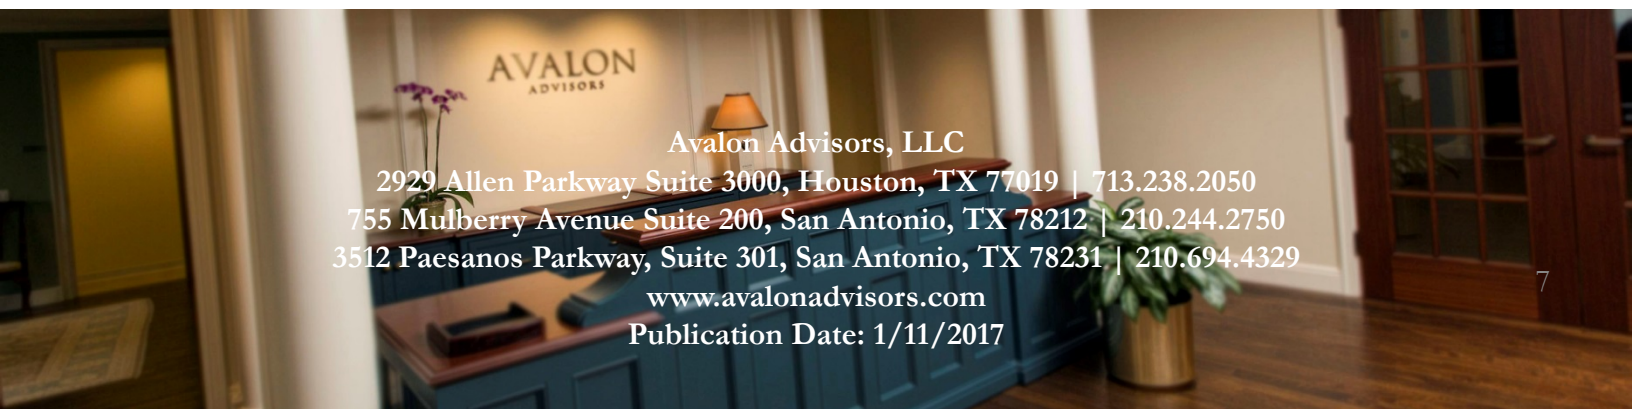 AVALON
ADVISORS
Avalon Advisors, LLC
2929 Allen Parkway Suite 3000, Houston, TX 77019 | 713.238.2050
755 Mulberry Avenue Suite 200, San Antonio, TX 78212 | 210.244.2750
3512 Paesanos Parkway, Suite 301, San Antonio, TX 78231 | 210.694.4329
7
www.avalonadvisors.com
Publication Date: 1/11/2017